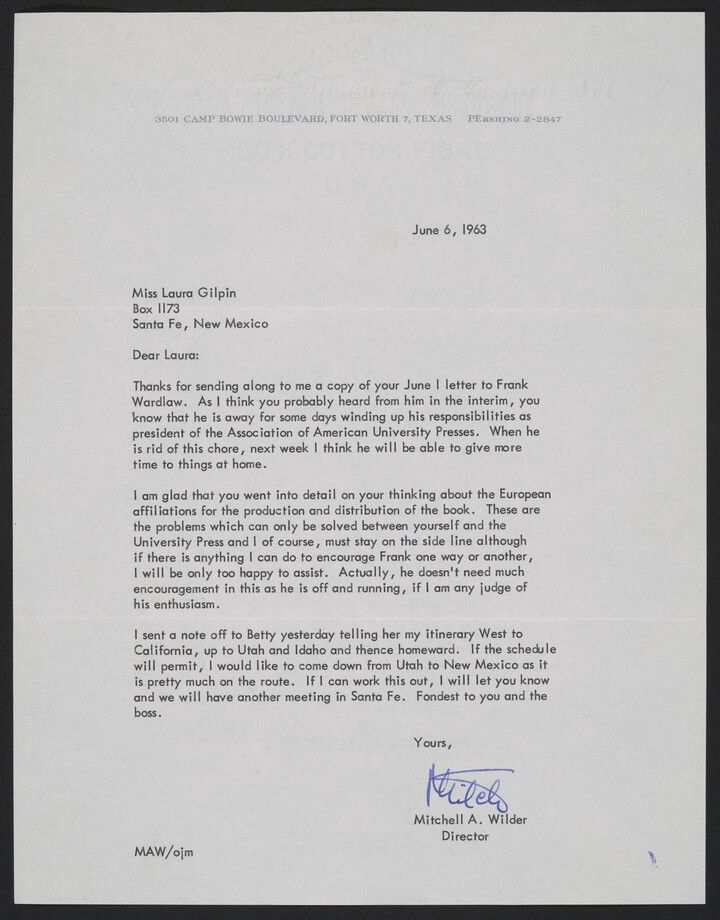 3501 CAMP BOWIE BOULEVARD, FORT WORTH 7, TEXAS PERSHING 2-2847
COTTON FIBRE
U S A
June 6, 1963
Miss Laura Gilpin
Box 1173
Santa Fe, New Mexico
Dear Laura:
Thanks for sending along to me a copy of your June 1 letter to Frank
Wardlaw. As I think you probably heard from him in the interim, you
know that he is away for some days winding up his responsibilities as
president of the Association of American University Presses. When he
is rid of this chore, next week I think he will be able to give more
time to things at home.
I am glad that you went into detail on your thinking about the European
affiliations for the production and distribution of the book. These are
the problems which can only be solved between yourself and the
University Press and I of course, must stay on the side line although
if there is anything I can do to encourage Frank one way or another,
I will be only too happy to assist. Actually, he doesn't need much
encouragement in this as he is off and running, if I am any judge of
his enthusiasm.
I sent a note off to Betty yesterday telling her my itinerary West to
California, up to Utah and Idaho and thence homeward. If the schedule
will permit, I would like to come down from Utah to New Mexico as it
is pretty much on the route. If I can work this out, I will let you know
and we will have another meeting in Santa Fe. Fondest to you and the
boss.
Yours,
Mitch
Mitchell A. Wilder
Director
MAW/ojm